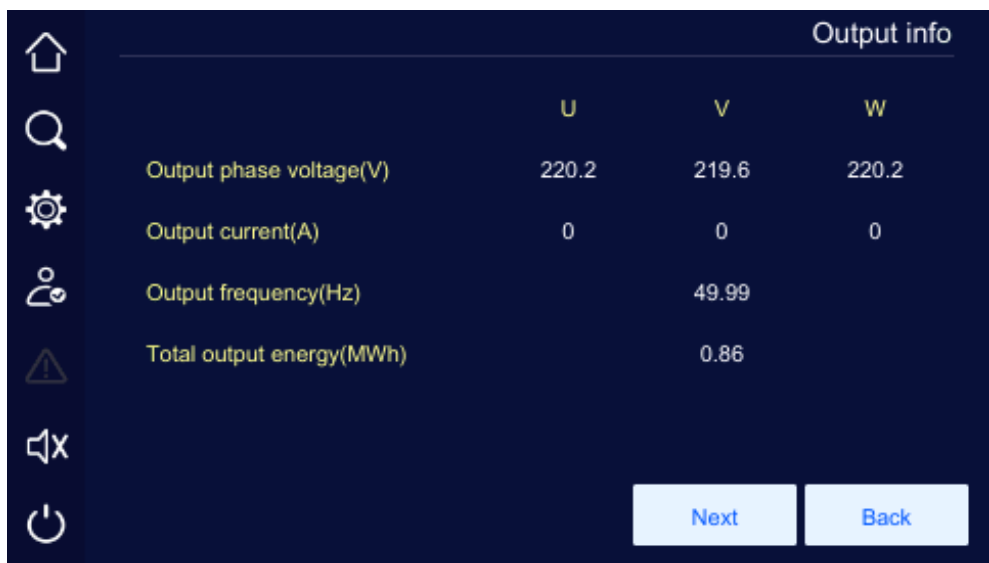 Output info
U V W
Output phase voltage(V) 220.2 219.6 220.2
Output current(A) 0 0 0
Output frequency(Hz) 49.99
Total output energy(MWh) 0.86
Next Back